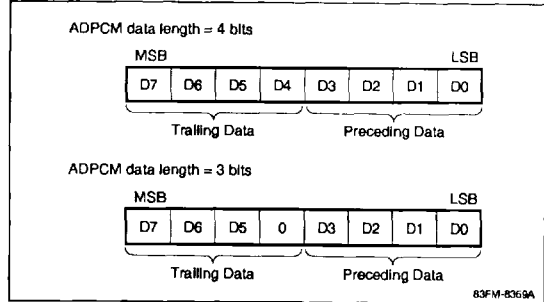 ADPCM data length = 4 bits
MSB LSB
D7 D6 D5 D4 D3 D2 D1 D0
Trailing Data Preceding Data
ADPCM data length = 3 bits
MSB LSB
D7 D6 D5 0 D3 D2 D1 D0
Trailing Data Preceding Data
83FM-8369A